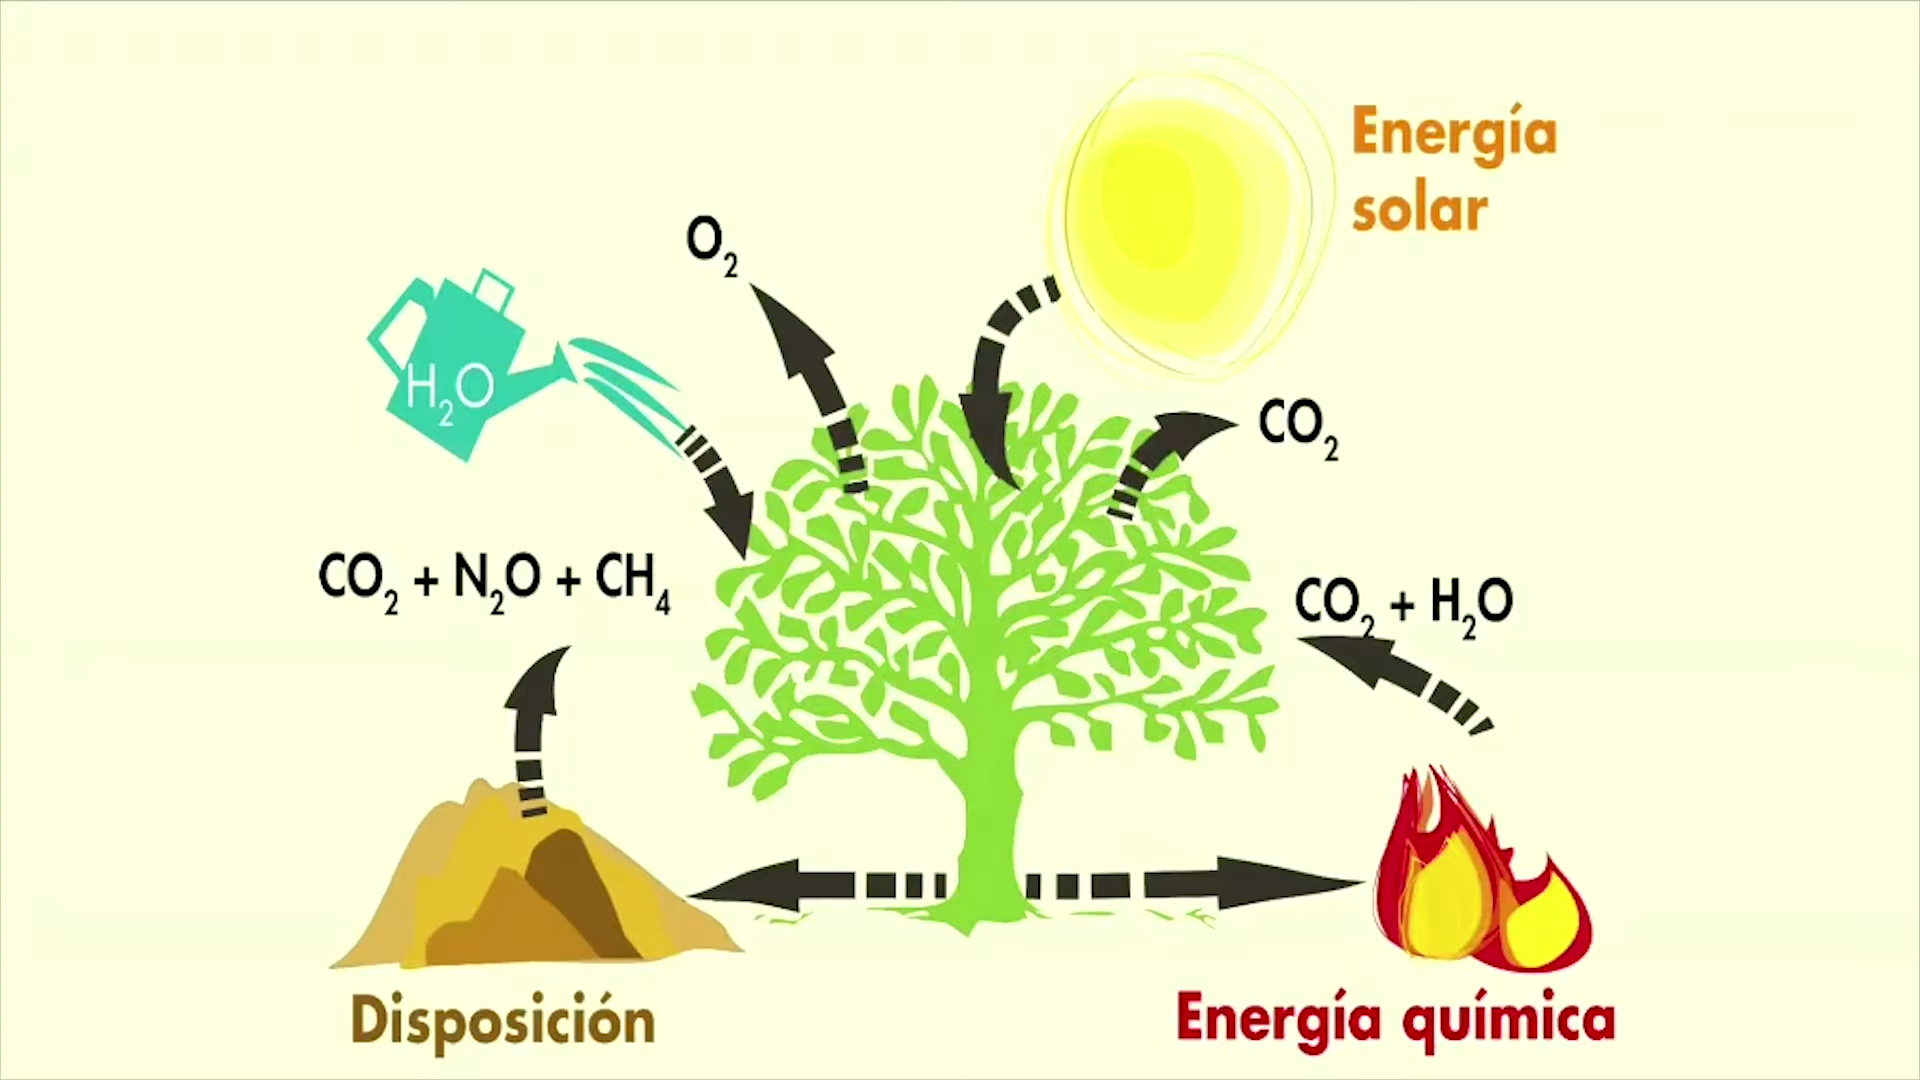 Energía
solar
O₂
H₂O
CO₂
CO₂ + N₂O + CH₄
CO₂ + H₂O
Disposición
Energía química